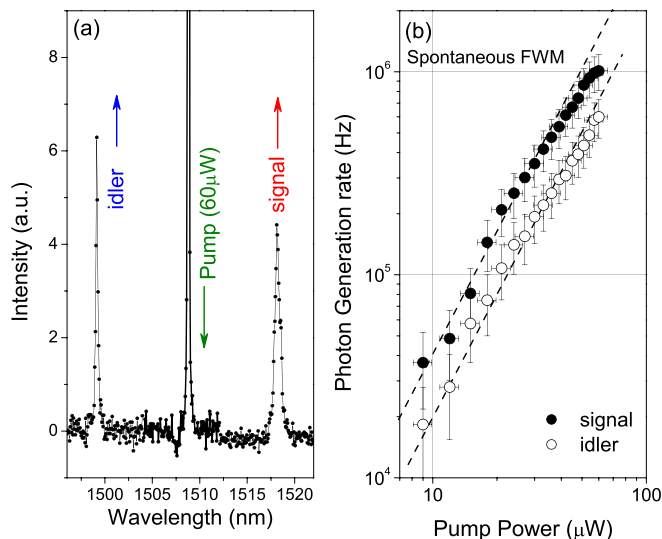 (a)
8
6
4
2
0
Intensity (a.u.)
idler
Pump (60μW)
signal
1500 1505 1510 1515 1520
Wavelength (nm)
(b)
Spontaneous FWM
10⁶
10⁵
10⁴
Photon Generation rate (Hz)
signal
idler
10 100
Pump Power (μW)